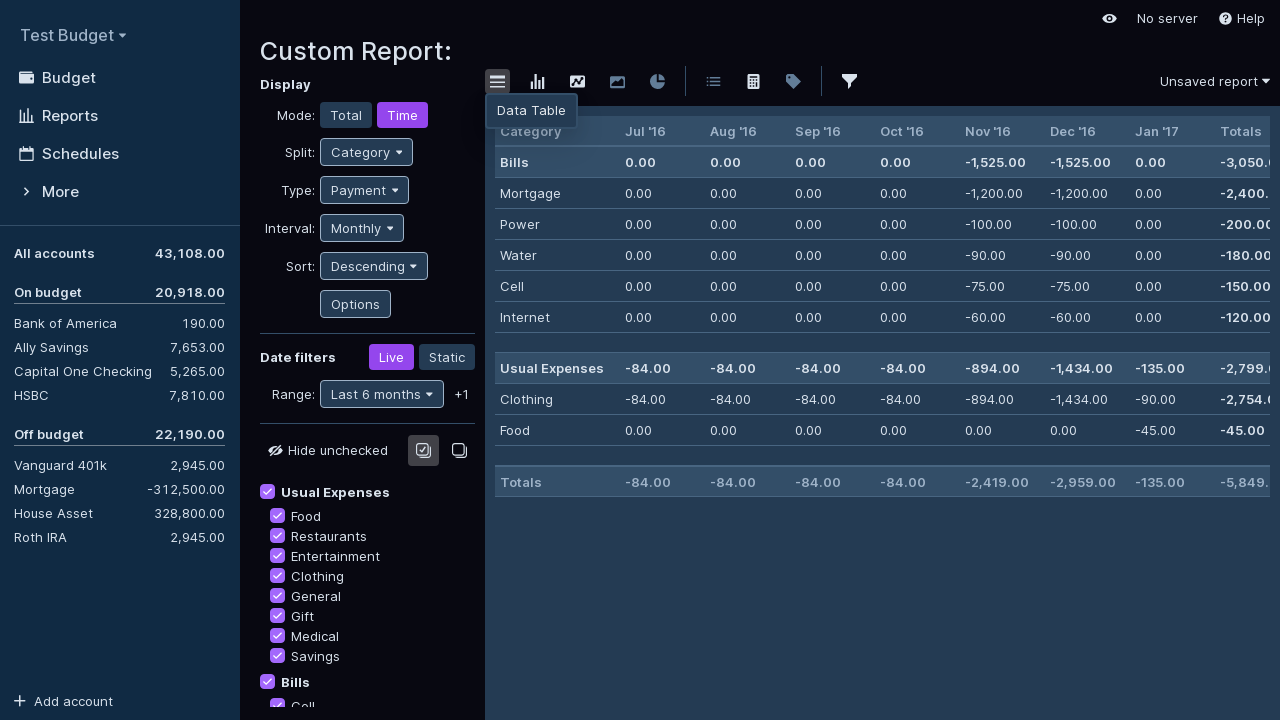 Test Budget
Budget
Reports
Schedules
More
All accounts 43,108.00
On budget 20,918.00
Bank of America 190.00
Ally Savings 7,653.00
Capital One Checking 5,265.00
HSBC 7,810.00
Off budget 22,190.00
Vanguard 401k 2,945.00
Mortgage -312,500.00
House Asset 328,800.00
Roth IRA 2,945.00
Add account
No server Help
Custom Report:
Display
Mode: Total Time
Split: Category
Type: Payment
Interval: Monthly
Sort: Descending
Options
Date filters Live Static
Range: Last 6 months +1
Hide unchecked
Usual Expenses
Food
Restaurants
Entertainment
Clothing
General
Gift
Medical
Savings
Bills
Cell
Unsaved report
Data Table
Category Jul '16 Aug '16 Sep '16 Oct '16 Nov '16 Dec '16 Jan '17 Totals
Bills 0.00 0.00 0.00 0.00 -1,525.00 -1,525.00 0.00 -3,050.
Mortgage 0.00 0.00 0.00 0.00 -1,200.00 -1,200.00 0.00 -2,400.
Power 0.00 0.00 0.00 0.00 -100.00 -100.00 0.00 -200.00
Water 0.00 0.00 0.00 0.00 -90.00 -90.00 0.00 -180.00
Cell 0.00 0.00 0.00 0.00 -75.00 -75.00 0.00 -150.00
Internet 0.00 0.00 0.00 0.00 -60.00 -60.00 0.00 -120.00
Usual Expenses -84.00 -84.00 -84.00 -84.00 -894.00 -1,434.00 -135.00 -2,799.
Clothing -84.00 -84.00 -84.00 -84.00 -894.00 -1,434.00 -90.00 -2,754.
Food 0.00 0.00 0.00 0.00 0.00 0.00 -45.00 -45.00
Totals -84.00 -84.00 -84.00 -84.00 -2,419.00 -2,959.00 -135.00 -5,849.